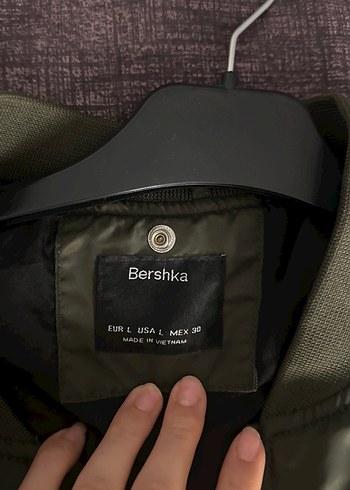 Bershka
EUR L USA L MEX 30
MADE IN VIETNAM